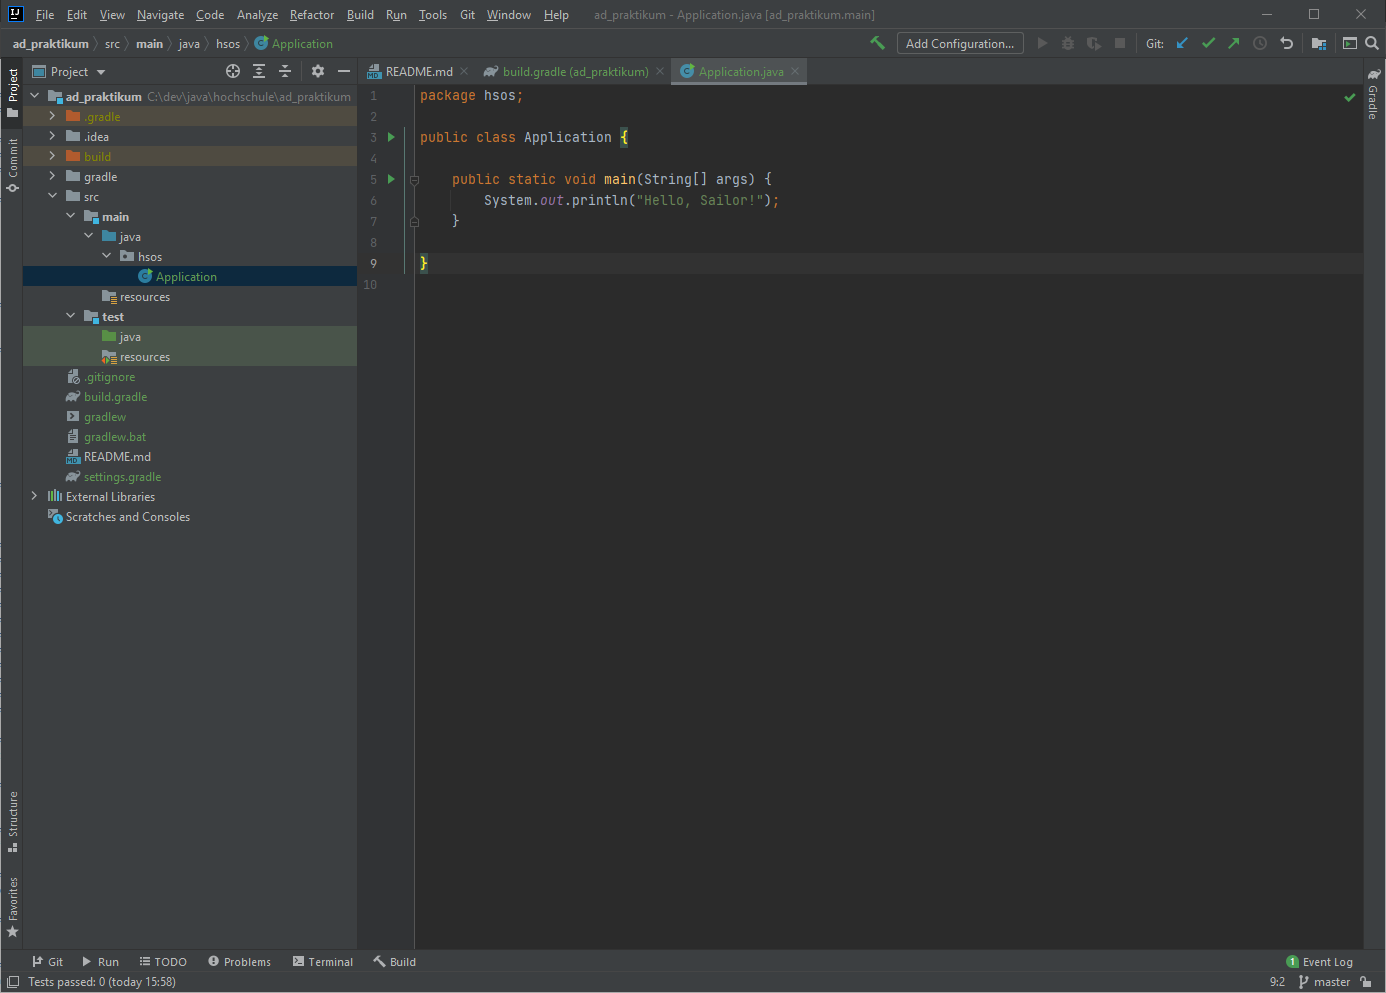 File Edit View Navigate Code Analyze Refactor Build Run Tools Git Window Help ad_praktikum - Application.java [ad_praktikum.main]
ad_praktikum src main java hsos Application Add Configuration... Git:
Project
README.md build.gradle (ad_praktikum) Application.java
Project
Commit
Structure
Favorites
ad_praktikum C:\dev\java\hochschule\ad_praktikum
.gradle
.idea
build
gradle
src
main
java
hsos
Application
resources
test
java
resources
.gitignore
build.gradle
gradlew
gradlew.bat
README.md
settings.gradle
External Libraries
Scratches and Consoles
1 package hsos;
2
3 public class Application {
4
5 public static void main(String[] args) {
6 System.out.println("Hello, Sailor!");
7 }
8
9 }
10
Gradle
Git Run TODO Problems Terminal Build 1 Event Log
Tests passed: 0 (today 15:58) 9:2 master